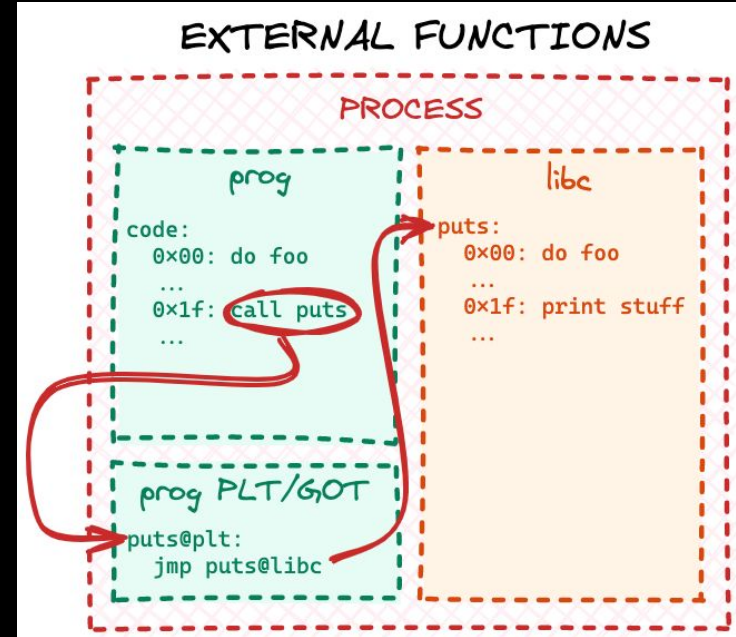 EXTERNAL FUNCTIONS
PROCESS
prog
code:
0x00: do foo
...
0x1f: call puts
...
prog PLT/GOT
puts@plt:
jmp puts@libc
libc
puts:
0x00: do foo
...
0x1f: print stuff
...